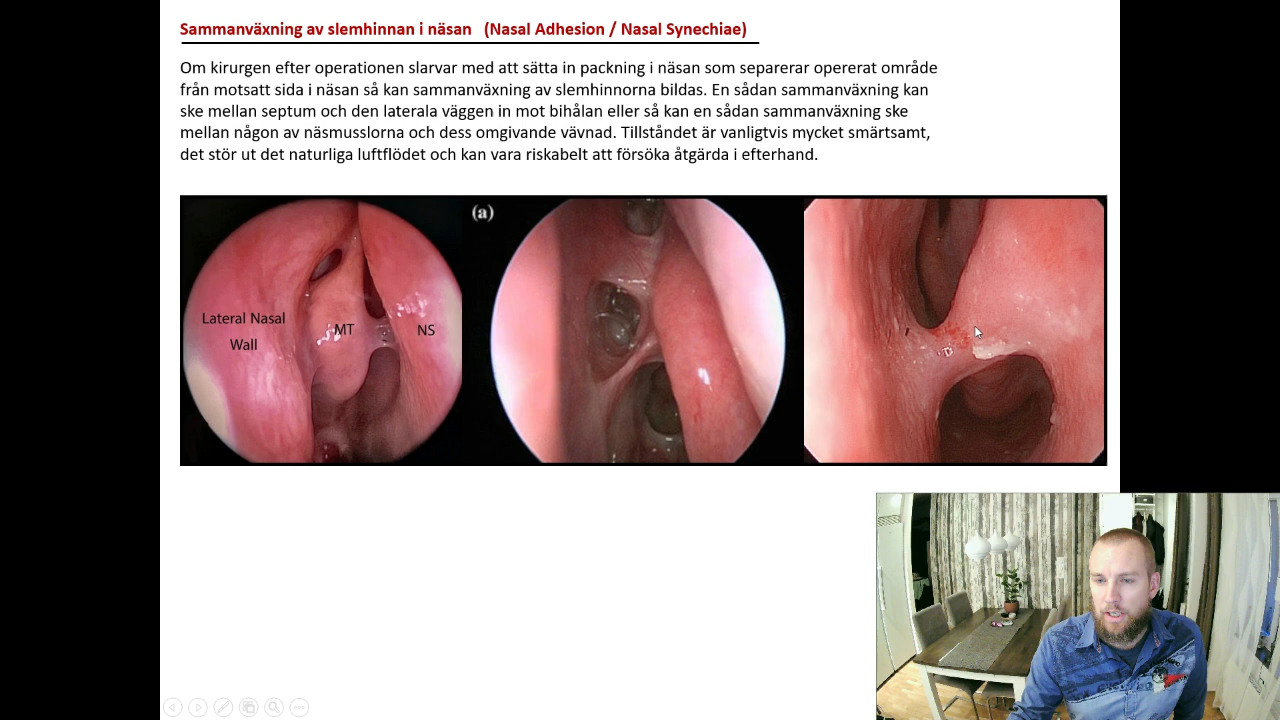 Sammanväxning av slemhinnan i näsan (Nasal Adhesion / Nasal Synechiae)
Om kirurgen efter operationen slarvar med att sätta in packning i näsan som separerar opererat område
från motsatt sida i näsan så kan sammanväxning av slemhinnorna bildas. En sådan sammanväxning kan
ske mellan septum och den laterala väggen in mot bihålan eller så kan en sådan sammanväxning ske
mellan någon av näsmusslorna och dess omgivande vävnad. Tillståndet är vanligtvis mycket smärtsamt,
det stör ut det naturliga luftflödet och kan vara riskabelt att försöka åtgärda i efterhand.
(a)
Lateral Nasal
Wall
MT
NS